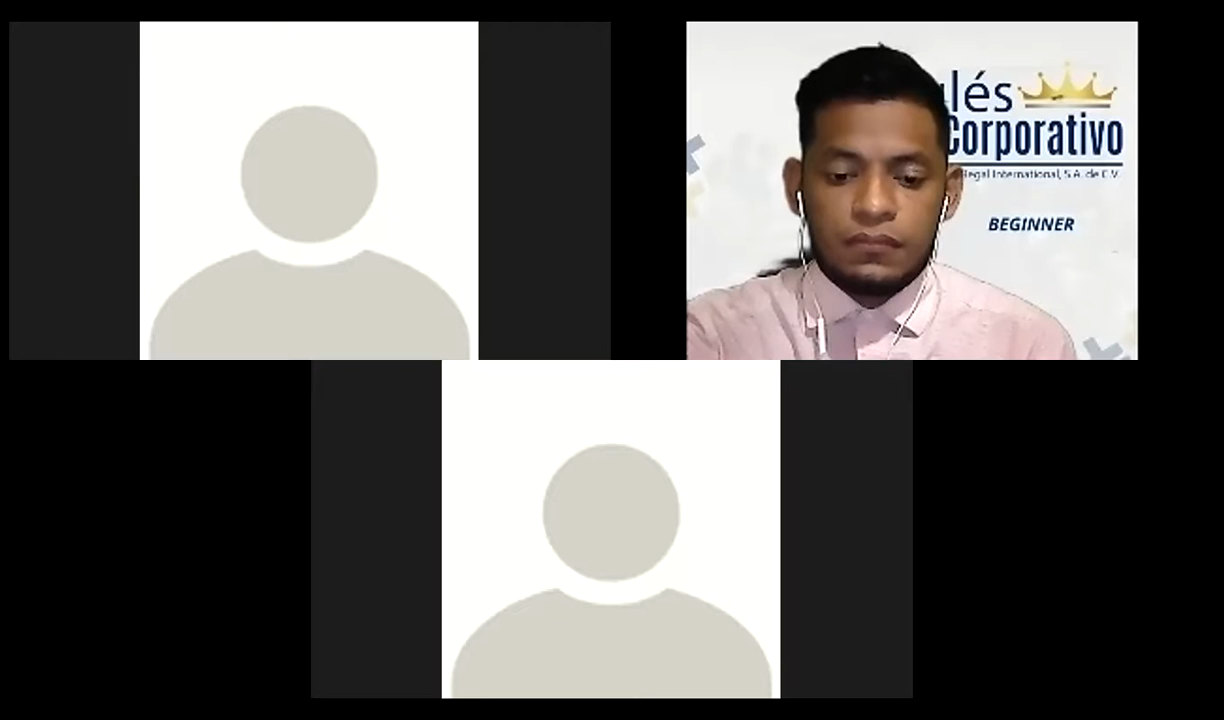 lés
Corporativo
Regal International, S.A. de C.V.
BEGINNER